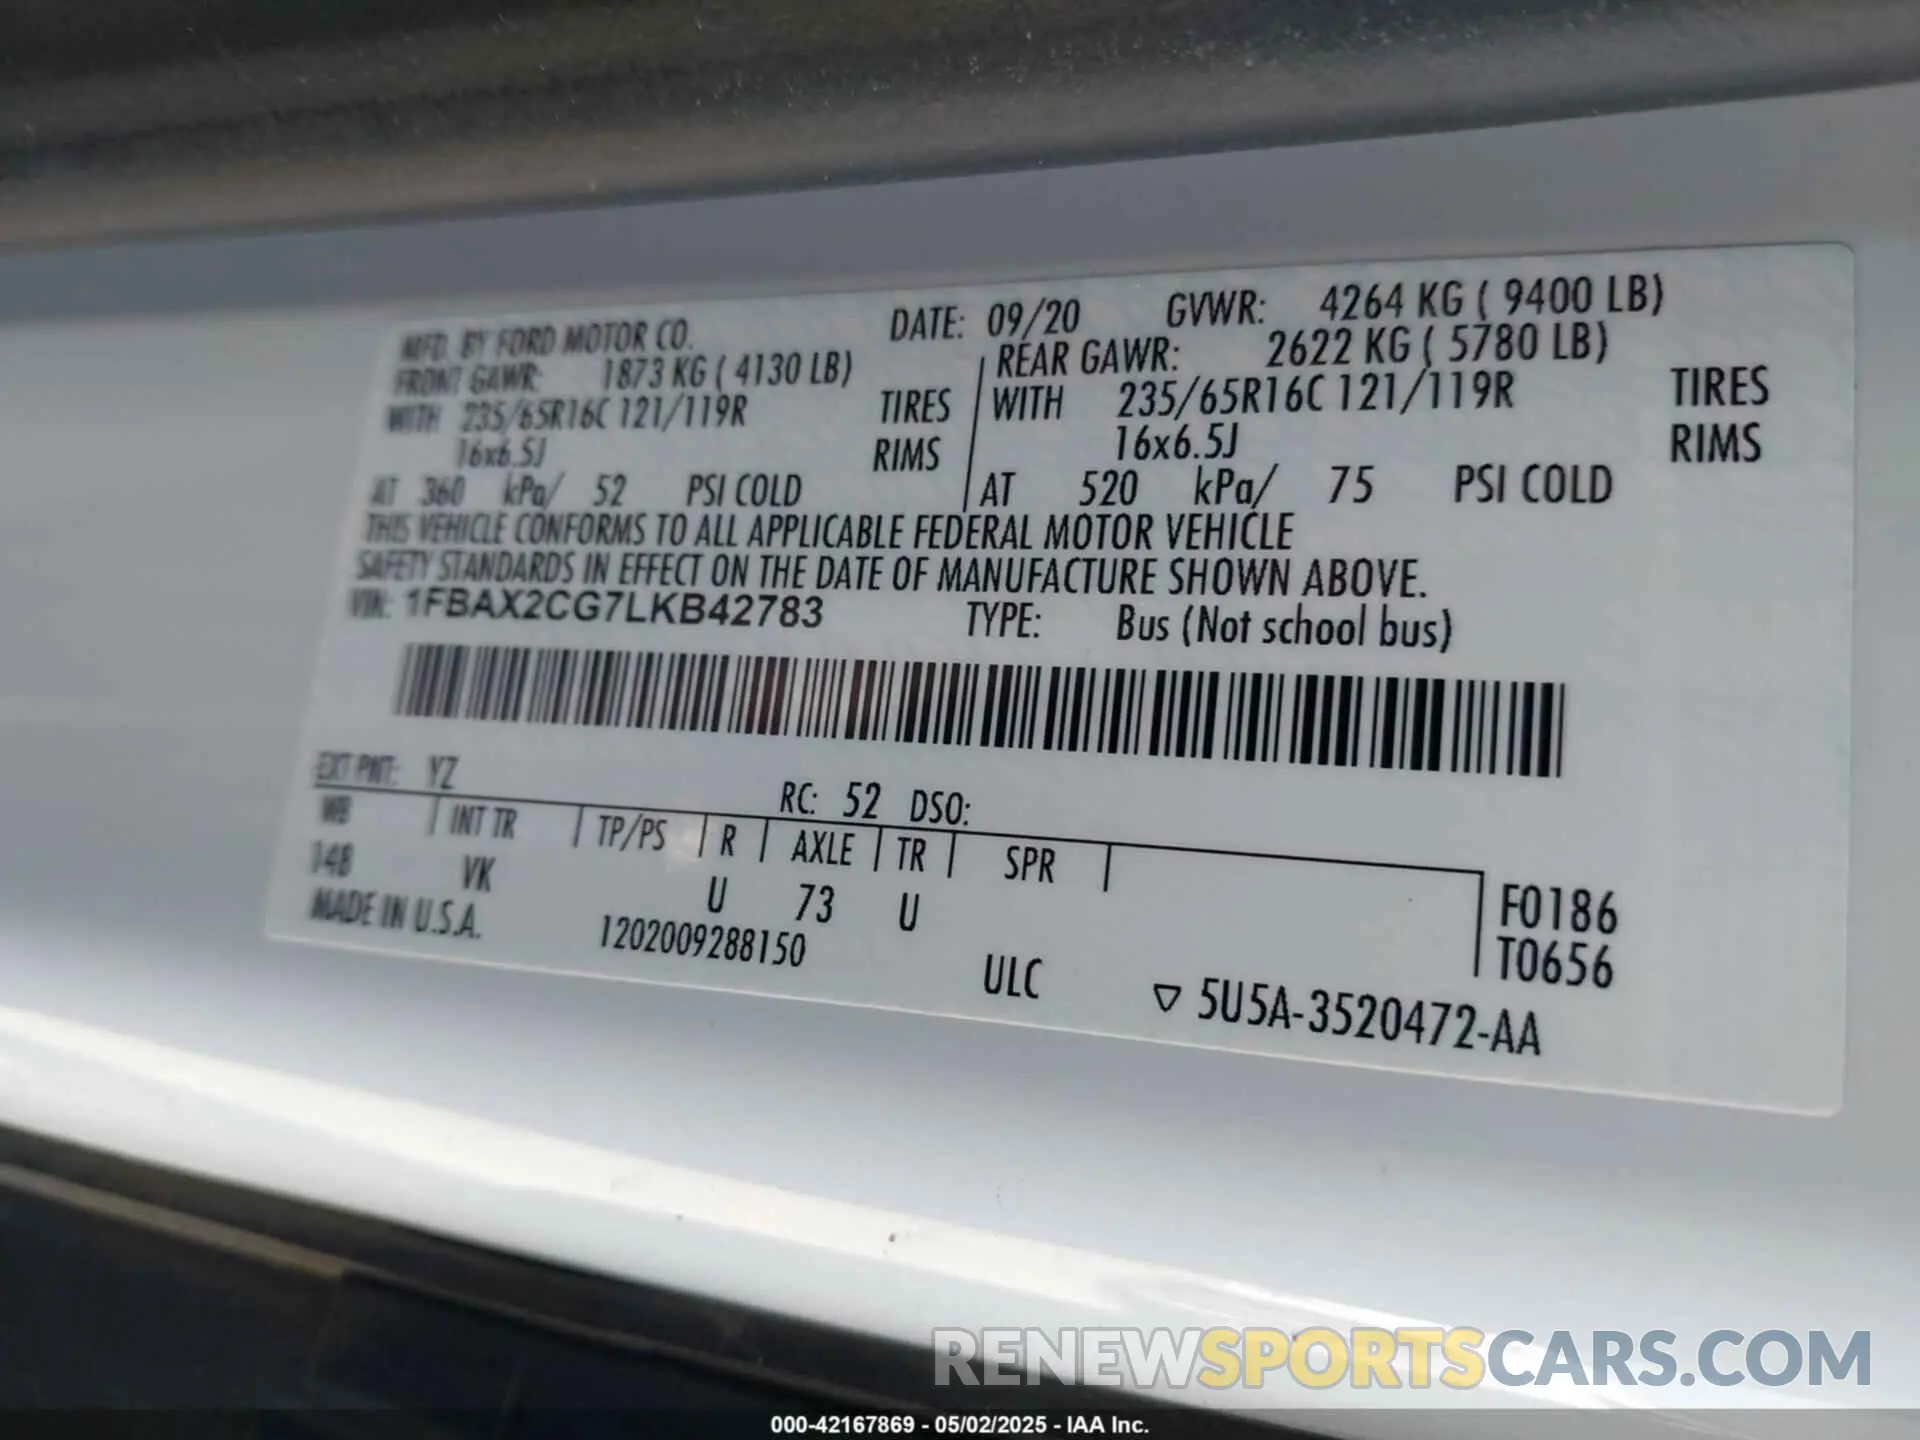 MFD. BY FORD MOTOR CO. DATE: 09/20 GVWR: 4264 KG ( 9400 LB)
FRONT GAWR: 1873 KG ( 4130 LB) REAR GAWR: 2622 KG ( 5780 LB)
WITH 235/65R16C 121/119R TIRES WITH 235/65R16C 121/119R TIRES
16x6.5J RIMS 16x6.5J RIMS
AT 360 kPa/ 52 PSI COLD AT 520 kPa/ 75 PSI COLD
THIS VEHICLE CONFORMS TO ALL APPLICABLE FEDERAL MOTOR VEHICLE
SAFETY STANDARDS IN EFFECT ON THE DATE OF MANUFACTURE SHOWN ABOVE.
VIN: 1FBAX2CG7LKB42783 TYPE: Bus (Not school bus)
EXT PNT: YZ RC: 52 DSO:
WB INT TR TP/PS R AXLE TR SPR
148 VK U 73 U F0186
MADE IN U.S.A. 1202009288150 T0656
ULC ▽ 5U5A-3520472-AA
RENEWSPORTSCARS.COM
000-42167869 - 05/02/2025 - IAA Inc.